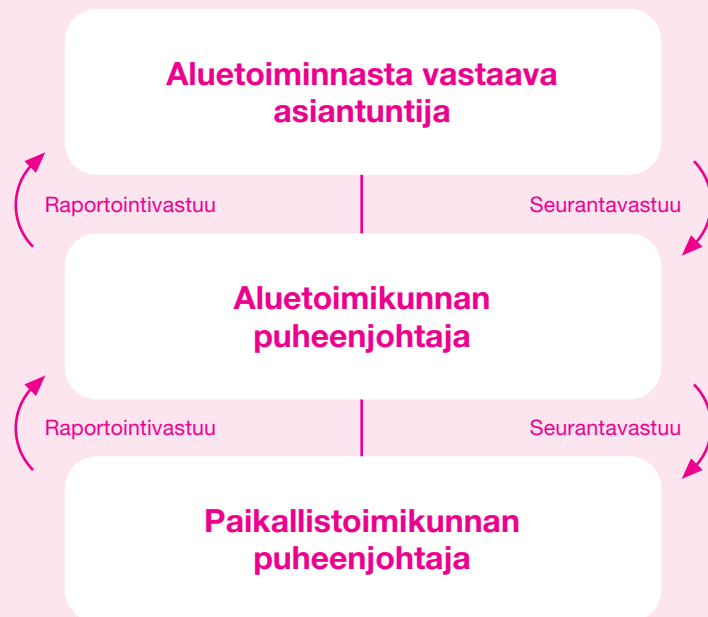 Aluetoiminnasta vastaava
asiantuntija
Raportointivastuu
Seurantavastuu
Aluetoimikunnan
puheenjohtaja
Raportointivastuu
Seurantavastuu
Paikallistoimikunnan
puheenjohtaja